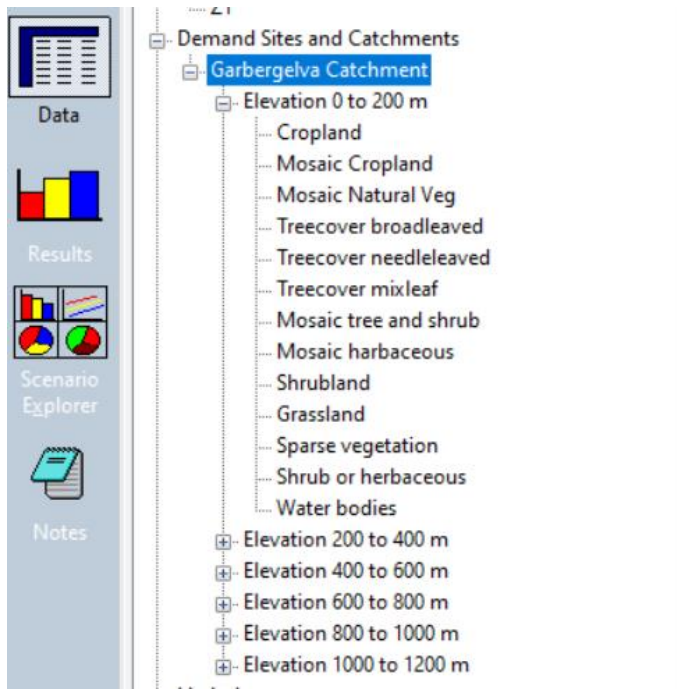 Demand Sites and Catchments
Garbergelva Catchment
Elevation 0 to 200 m
Cropland
Mosaic Cropland
Mosaic Natural Veg
Treecover broadleaved
Treecover needleleaved
Treecover mixleaf
Mosaic tree and shrub
Mosaic harbaceous
Shrubland
Grassland
Sparse vegetation
Shrub or herbaceous
Water bodies
Elevation 200 to 400 m
Elevation 400 to 600 m
Elevation 600 to 800 m
Elevation 800 to 1000 m
Elevation 1000 to 1200 m
Data
Results
Scenario
Explorer
Notes